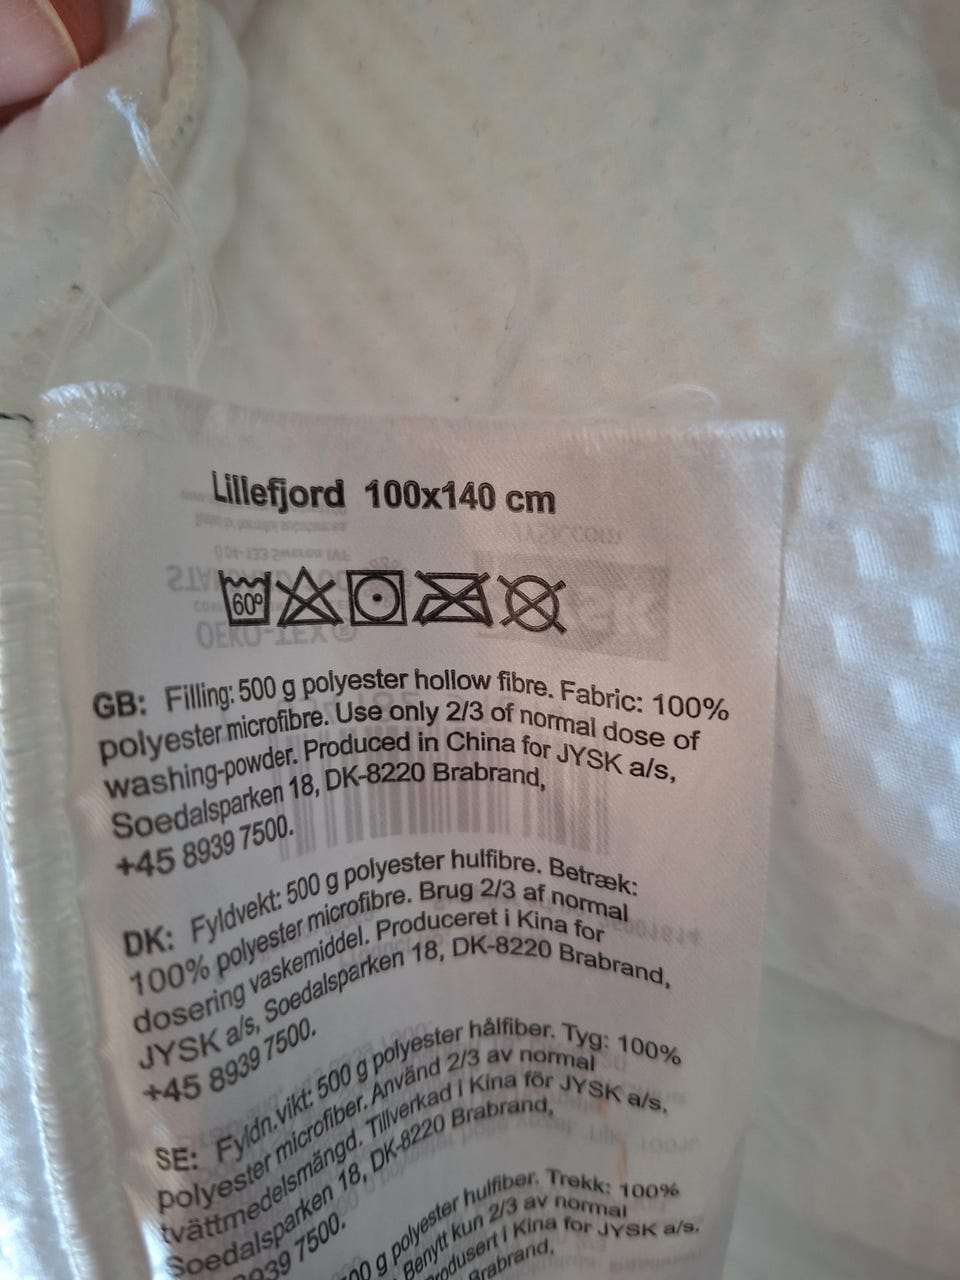 Lillefjord 100x140 cm
60º
GB: Filling: 500 g polyester hollow fibre. Fabric: 100%
polyester microfibre. Use only 2/3 of normal dose of
washing-powder. Produced in China for JYSK a/s,
Soedalsparken 18, DK-8220 Brabrand,
+45 8939 7500.
DK: Fyldvekt: 500 g polyester hulfibre. Betræk:
100% polyester microfibre. Brug 2/3 af normal
dosering vaskemiddel. Produceret i Kina for
JYSK a/s, Soedalsparken 18, DK-8220 Brabrand,
+45 8939 7500.
SE: Fyldn.vikt: 500 g polyester hålfiber. Tyg: 100%
polyester microfiber. Använd 2/3 av normal
tvättmedelsmängd. Tillverkad i Kina för JYSK a/s,
Soedalsparken 18, DK-8220 Brabrand,
7500.
g polyester hulfiber. Trekk: 100%
Benytt kun 2/3 av normal
i Kina for JYSK a/s.
Brabrand,